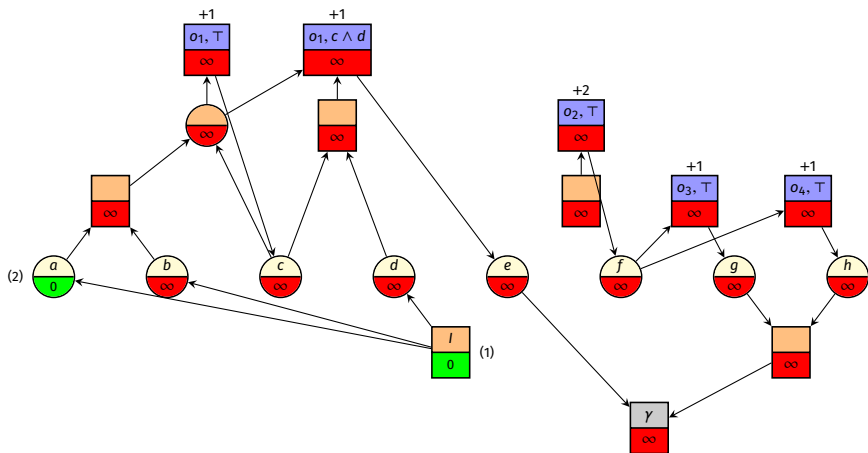 +1 +1
o₁, ⊤ o₁, c ∧ d
∞ ∞
+2
o₂, ⊤
∞ ∞ ∞
+1 +1
o₃, ⊤ o₄, ⊤
∞ ∞ ∞ ∞
a b c d e f g h
(2) 0 ∞ ∞ ∞ ∞ ∞ ∞ ∞
I
0 (1)
∞
γ
∞